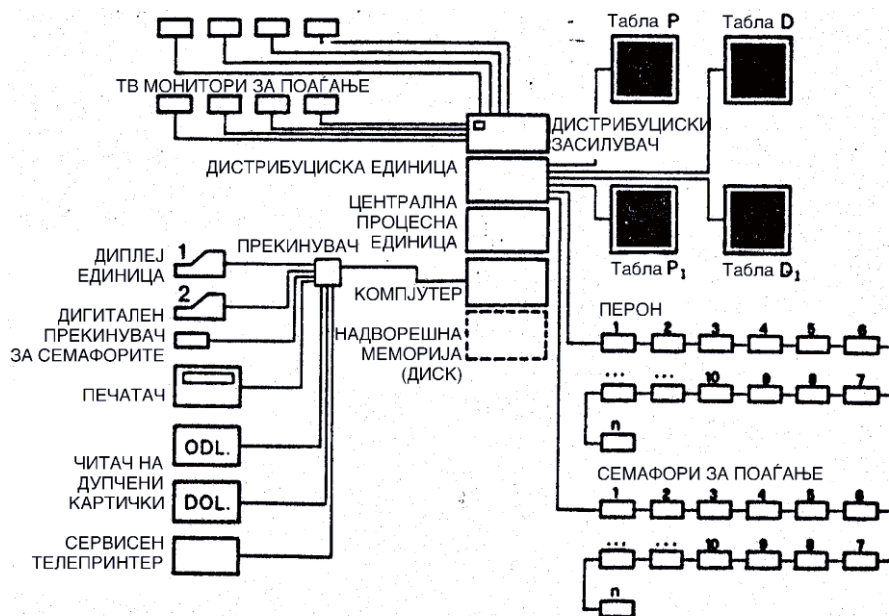 Табла P
Табла D
ТВ МОНИТОРИ ЗА ПОАЃАЊЕ
ДИСТРИБУЦИСКИ
ЗАСИЛУВАЧ
ДИСТРИБУЦИСКА ЕДИНИЦА
ЦЕНТРАЛНА
ПРОЦЕСНА
ЕДИНИЦА
Табла P₁
Табла D₁
1
ДИПЛЕЈ
ЕДИНИЦА
ПРЕКИНУВАЧ
КОМПЈУТЕР
2
ДИГИТАЛЕН
ПРЕКИНУВАЧ
ЗА СЕМАФОРИТЕ
НАДВОРЕШНА
МЕМОРИЈА
(ДИСК)
ПЕЧАТАЧ
ODL.
ЧИТАЧ НА
ДУПЧЕНИ
КАРТИЧКИ
DOL.
СЕРВИСЕН
ТЕЛЕПРИНТЕР
ПЕРОН
1 2 3 4 5 6
... ... 10 9 8 7
n
СЕМАФОРИ ЗА ПОАЃАЊЕ
1 2 3 4 5 6
... ... 10 9 8 7
n